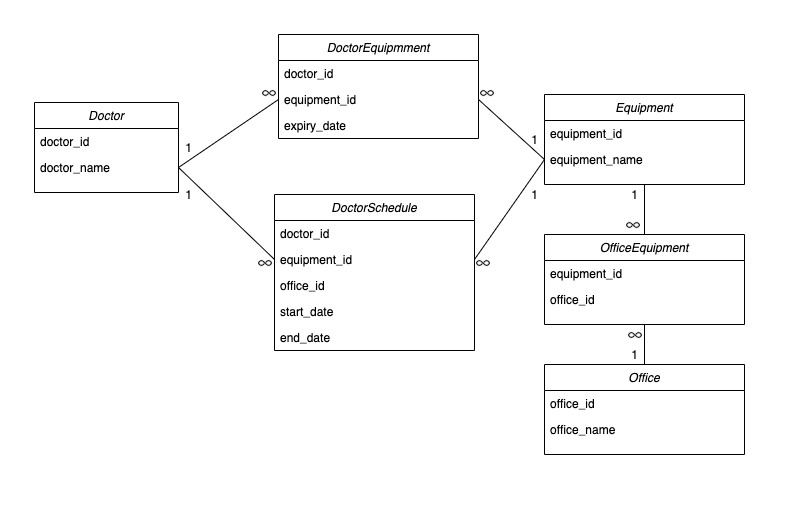 DoctorEquipmment
doctor_id
equipment_id
expiry_date
∞
∞
Doctor
doctor_id
doctor_name
1
1
Equipment
equipment_id
equipment_name
1
1
DoctorSchedule
doctor_id
equipment_id
office_id
start_date
end_date
∞
∞
1
∞
OfficeEquipment
equipment_id
office_id
∞
1
Office
office_id
office_name